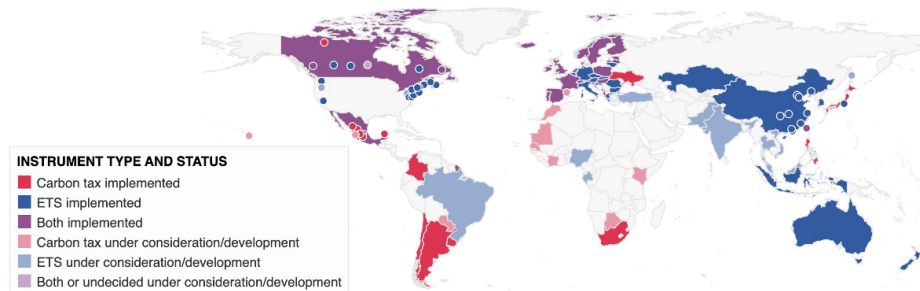 INSTRUMENT TYPE AND STATUS
Carbon tax implemented
ETS implemented
Both implemented
Carbon tax under consideration/development
ETS under consideration/development
Both or undecided under consideration/development